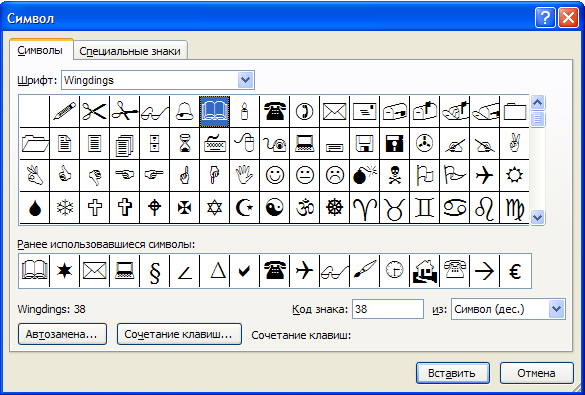 Символ
Символы Специальные знаки
Шрифт: Wingdings
Ранее использовавшиеся символы:
§ ∠ Δ → €
Wingdings: 38 Код знака: 38 из: Символ (дес.)
Автозамена... Сочетание клавиш... Сочетание клавиш:
Вставить Отмена